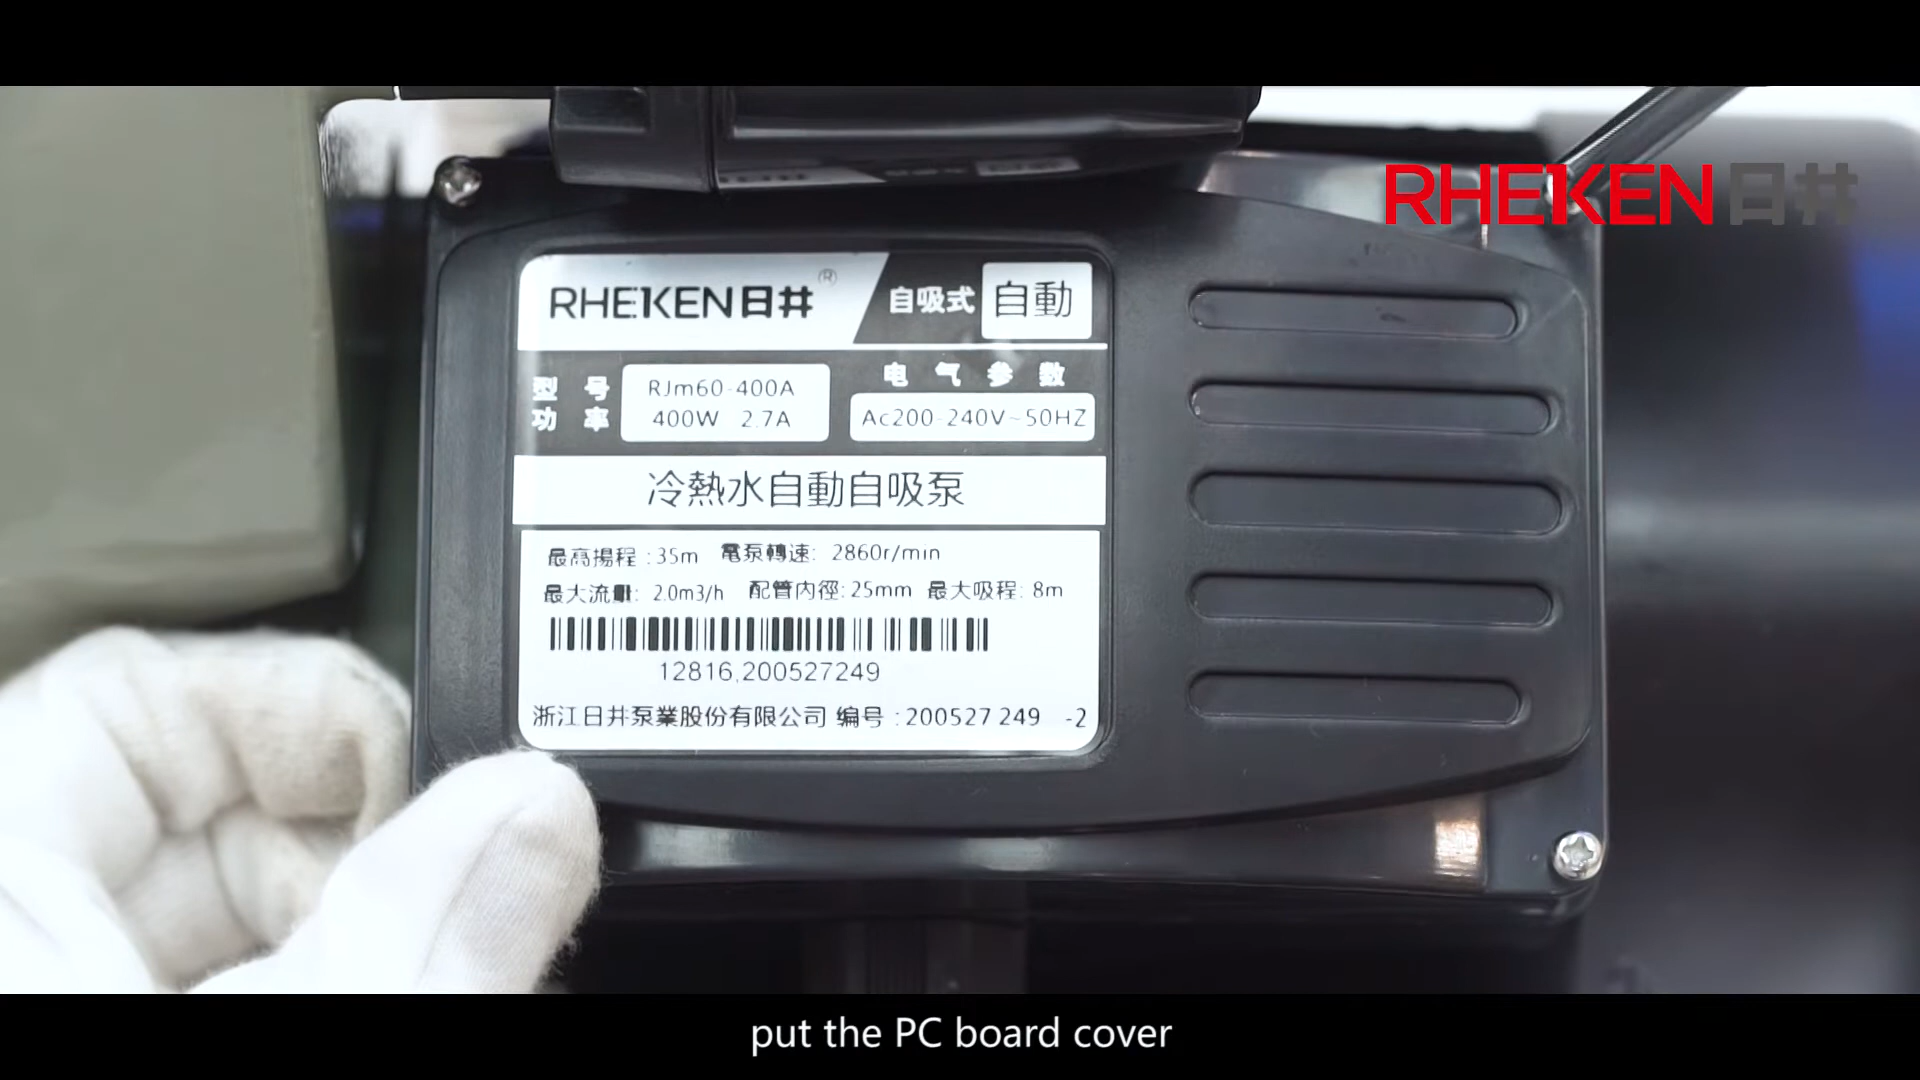 RHEKEN日井
RHEKEN日井® 自吸式 自動
型号 RJm60-400A 电气参数
功率 400W 2.7A Ac200-240V~50HZ
冷熱水自動自吸泵
最高揚程:35m 電泵轉速: 2860r/min
最大流量: 2.0m3/h 配管内徑:25mm 最大吸程: 8m
12816,200527249
浙江日井泵業股份有限公司 编号:200527 249 -2
put the PC board cover